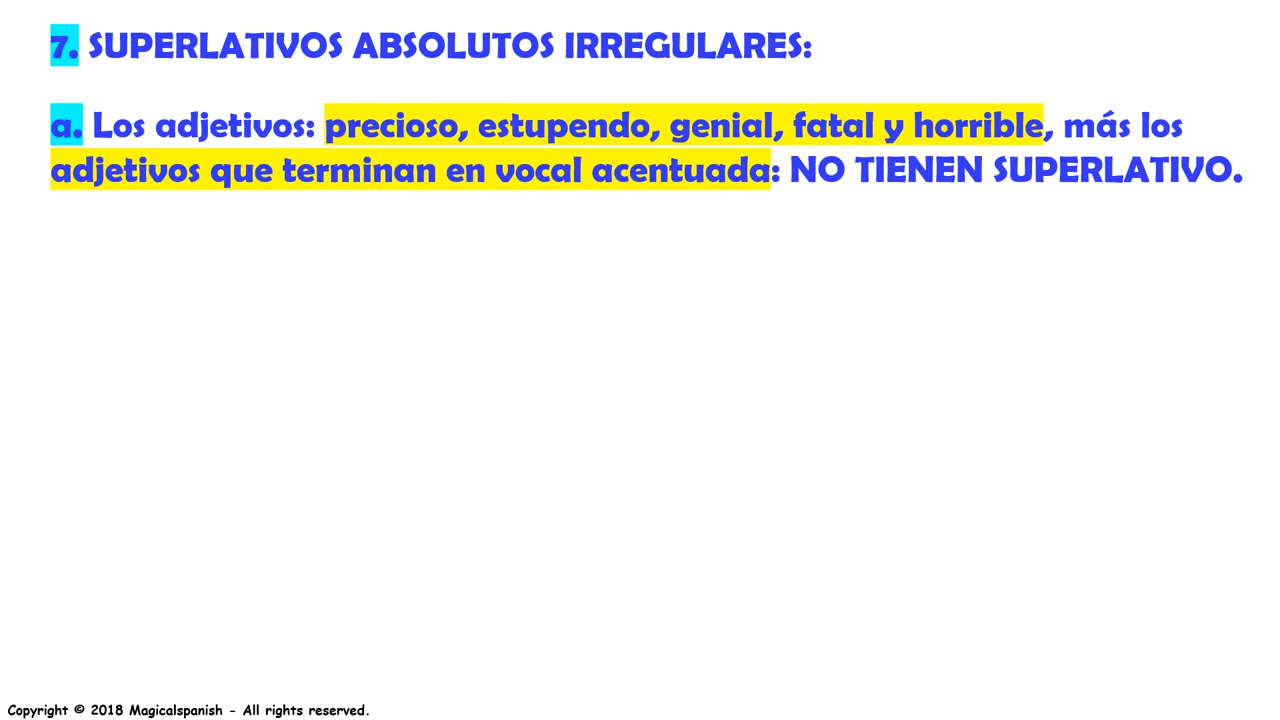 7. SUPERLATIVOS ABSOLUTOS IRREGULARES:
a. Los adjetivos: precioso, estupendo, genial, fatal y horrible, más los
adjetivos que terminan en vocal acentuada: NO TIENEN SUPERLATIVO.
Copyright © 2018 Magicalspanish - All rights reserved.